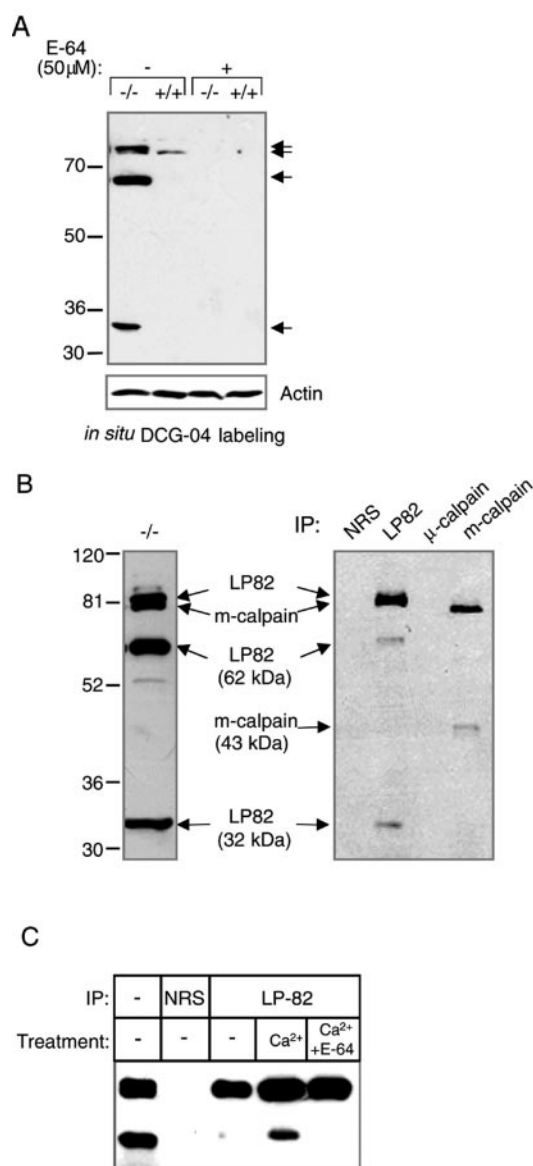 A
E-64
(50µM): - +
-/- +/+ -/- +/+
70
50
36
30
Actin
in situ DCG-04 labeling
B
-/-
IP: NRS LP82 µ-calpain m-calpain
120
81
52
36
30
LP82
m-calpain
LP82
(62 kDa)
m-calpain
(43 kDa)
LP82
(32 kDa)
C
IP: - NRS LP-82
Treatment: - - - Ca²⁺ Ca²⁺
+E-64